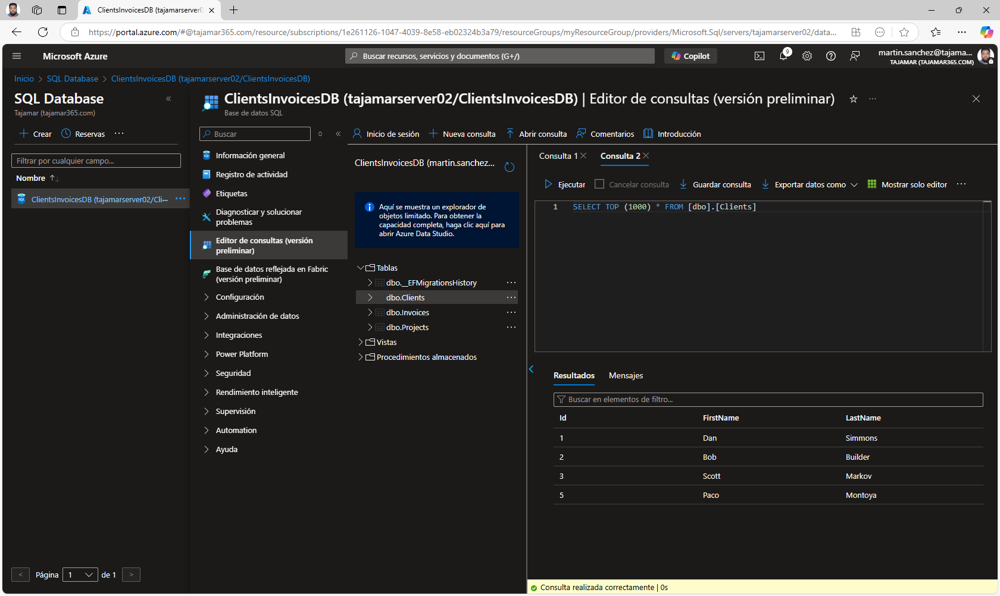 ClientsInvoicesDB (tajamarserver0
https://portal.azure.com/#@tajamar365.com/resource/subscriptions/1e261126-1047-4039-8e58-eb02324b3a79/resourceGroups/myResourceGroup/providers/Microsoft.Sql/servers/tajamarserver02/data...
Microsoft Azure
Buscar recursos, servicios y documentos (G+/)
Copilot
9
martin.sanchez@tajama...
TAJAMAR (TAJAMAR365.COM)
Inicio > SQL Database > ClientsInvoicesDB (tajamarserver02/ClientsInvoicesDB)
SQL Database
Tajamar (tajamar365.com)
Crear
Reservas
Filtrar por cualquier campo...
Nombre
ClientsInvoicesDB (tajamarserver02/Cli...
Página 1 de 1
ClientsInvoicesDB (tajamarserver02/ClientsInvoicesDB) | Editor de consultas (versión preliminar)
Base de datos SQL
Buscar
Información general
Registro de actividad
Etiquetas
Diagnosticar y solucionar
problemas
Editor de consultas (versión
preliminar)
Base de datos reflejada en Fabric
(versión preliminar)
Configuración
Administración de datos
Integraciones
Power Platform
Seguridad
Rendimiento inteligente
Supervisión
Automation
Ayuda
Inicio de sesión
Nueva consulta
Abrir consulta
Comentarios
Introducción
ClientsInvoicesDB (martin.sanchez...
Aquí se muestra un explorador de
objetos limitado. Para obtener la
capacidad completa, haga clic aquí para
abrir Azure Data Studio.
Tablas
dbo.__EFMigrationsHistory
dbo.Clients
dbo.Invoices
dbo.Projects
Vistas
Procedimientos almacenados
Consulta 1
Consulta 2
Ejecutar
Cancelar consulta
Guardar consulta
Exportar datos como
Mostrar solo editor
1 SELECT TOP (1000) * FROM [dbo].[Clients]
Resultados
Mensajes
Buscar en elementos de filtro...
Id FirstName LastName
1 Dan Simmons
2 Bob Builder
3 Scott Markov
5 Paco Montoya
Consulta realizada correctamente | 0s